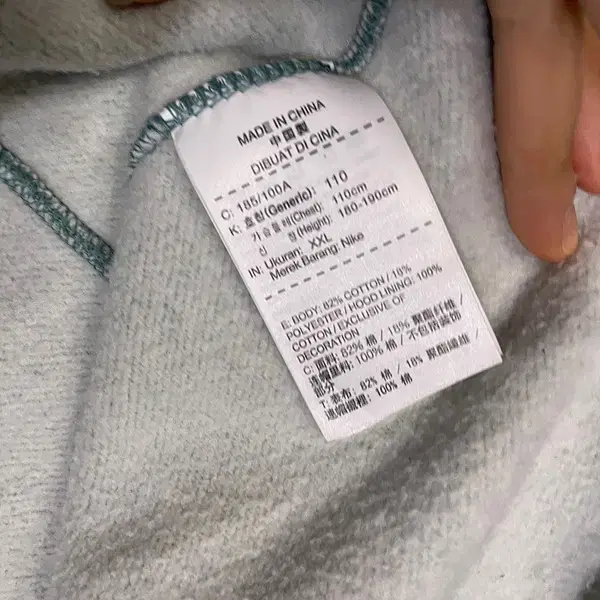 MADE IN CHINA
中国製
DIBUAT DI CINA
C: 185/100A
K: 호칭(Generic): 110
가슴둘레(Chest): 110cm
신 장(Height): 180-190cm
IN: Ukuran: XXL
Merek Barang: Nike
E: BODY: 82% COTTON / 18%
POLYESTER / HOOD LINING: 100%
COTTON / EXCLUSIVE OF
DECORATION
C: 面料: 82% 棉 / 18% 聚酯纤维 /
连帽里料: 100% 棉 / 不包括装饰
部分
T: 表布: 82% 棉 / 18% 聚酯纖維 /
連帽襯裡: 100% 棉